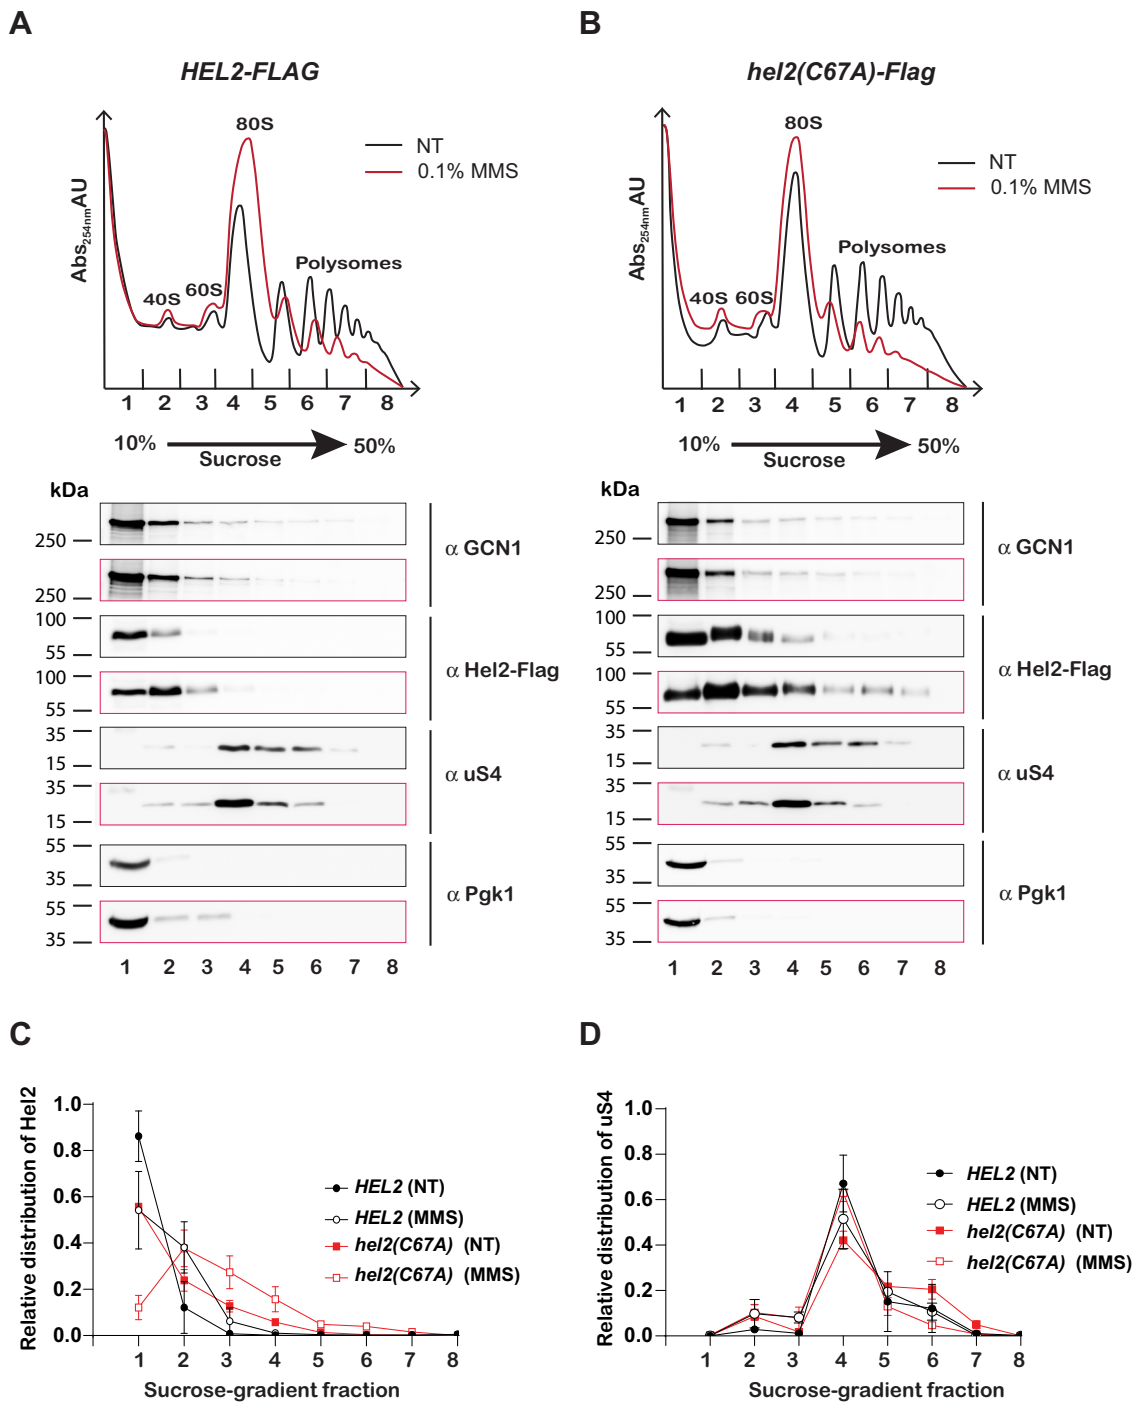 A
HEL2-FLAG
80S
NT
0.1% MMS
Abs254nmAU
Polysomes
40S
60S
1 2 3 4 5 6 7 8
10%
50%
Sucrose
kDa
250
α GCN1
250
100
55
α Hel2-Flag
100
55
35
15
α uS4
35
15
55
35
α Pgk1
55
35
1 2 3 4 5 6 7 8
B
hel2(C67A)-Flag
80S
NT
0.1% MMS
Abs254nmAU
Polysomes
40S
60S
1 2 3 4 5 6 7 8
10%
50%
Sucrose
kDa
250
α GCN1
250
100
55
α Hel2-Flag
100
55
35
15
α uS4
35
15
55
35
α Pgk1
55
35
1 2 3 4 5 6 7 8
C
Relative distribution of Hel2
1.0
0.8
0.6
0.4
0.2
0.0
HEL2 (NT)
HEL2 (MMS)
hel2(C67A) (NT)
hel2(C67A) (MMS)
1 2 3 4 5 6 7 8
Sucrose-gradient fraction
D
Relative distribution of uS4
1.0
0.8
0.6
0.4
0.2
0.0
HEL2 (NT)
HEL2 (MMS)
hel2(C67A) (NT)
hel2(C67A) (MMS)
1 2 3 4 5 6 7 8
Sucrose-gradient fraction